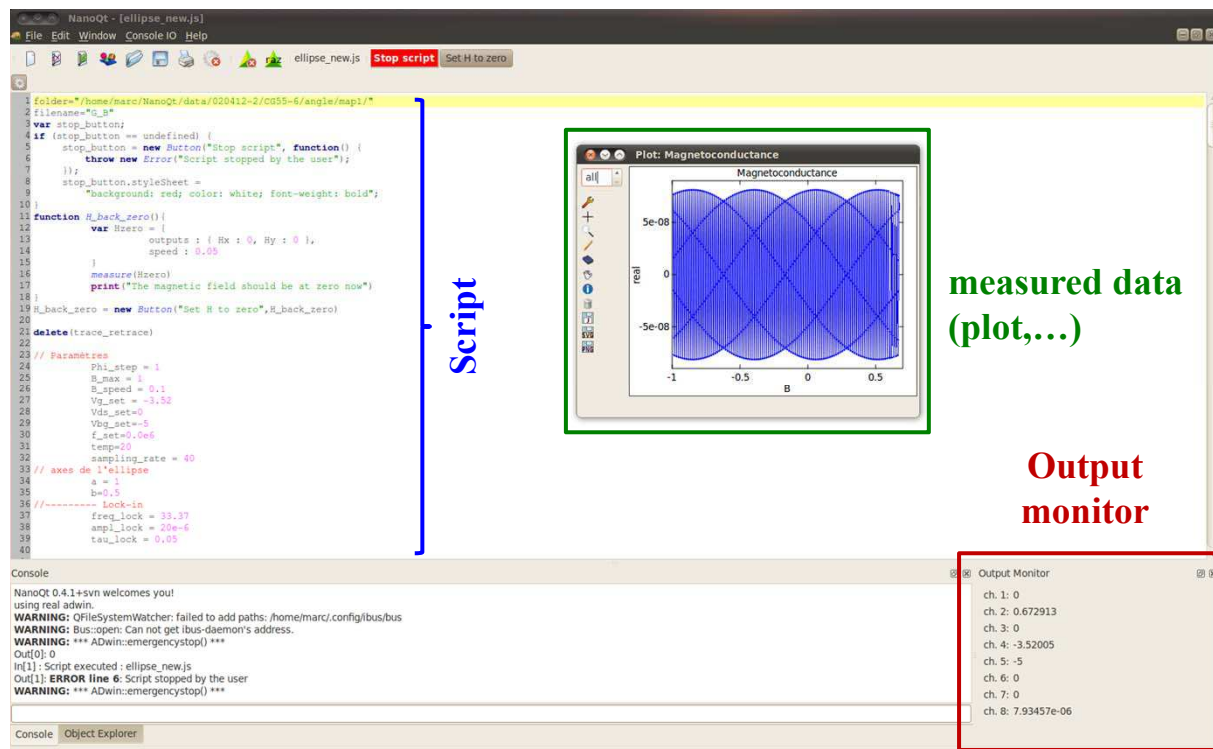 NanoQt - [ellipse_new.js]
File Edit Window Console IO Help
raz ellipse_new.js Stop script Set H to zero
1 folder="/home/marc/NanoQt/data/020412-2/CG55-6/angle/map1/"
2 filename="G_B"
3 var stop_button;
4 if (stop_button == undefined) {
5 stop_button = new Button("Stop script", function() {
6 throw new Error("Script stopped by the user");
7 });
8 stop_button.styleSheet =
9 "background: red; color: white; font-weight: bold";
10 }
11 function H_back_zero(){
12 var Hzero = {
13 outputs : { Hx : 0, Hy : 0 },
14 speed : 0.05
15 }
16 measure(Hzero)
17 print("The magnetic field should be at zero now")
18 }
19 H_back_zero = new Button("Set H to zero",H_back_zero)
20
21 delete(trace_retrace)
22
23 // Paramètres
24 Phi_step = 1
25 B_max = 1
26 B_speed = 0.1
27 Vg_set = -3.52
28 Vds_set=0
29 Vbg_set=-5
30 f_set=0.0e6
31 temp=20
32 sampling_rate = 40
33 // axes de l'ellipse
34 a = 1
35 b=0.5
36 //--------- Lock-in
37 freq_lock = 33.37
38 ampl_lock = 20e-6
39 tau_lock = 0.05
40
Script
Plot: Magnetoconductance
all
Magnetoconductance
5e-08
0
-5e-08
real
-1 -0.5 0 0.5
B
SVG
PNG
measured data
(plot,…)
Output
monitor
Console
NanoQt 0.4.1+svn welcomes you!
using real adwin.
WARNING: QFileSystemWatcher: failed to add paths: /home/marc/.config/ibus/bus
WARNING: Bus::open: Can not get ibus-daemon's address.
WARNING: *** ADwin::emergencystop() ***
Out[0]: 0
In[1] : Script executed : ellipse_new.js
Out[1]: ERROR line 6: Script stopped by the user
WARNING: *** ADwin::emergencystop() ***
Console Object Explorer
Output Monitor
ch. 1: 0
ch. 2: 0.672913
ch. 3: 0
ch. 4: -3.52005
ch. 5: -5
ch. 6: 0
ch. 7: 0
ch. 8: 7.93457e-06